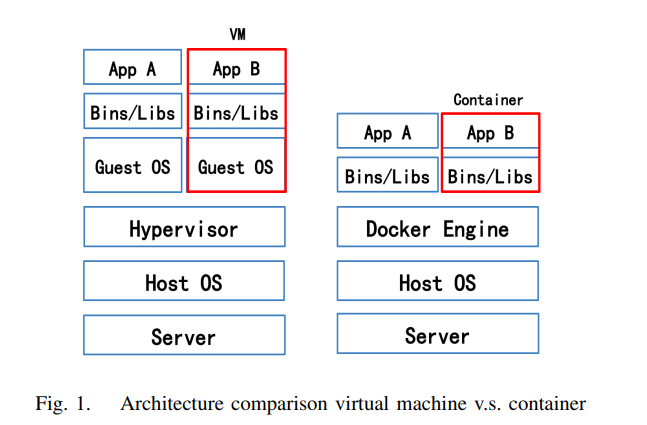 VM
App A App B
Bins/Libs Bins/Libs
Guest OS Guest OS
Hypervisor
Host OS
Server
Container
App A App B
Bins/Libs Bins/Libs
Docker Engine
Host OS
Server
Fig. 1. Architecture comparison virtual machine v.s. container